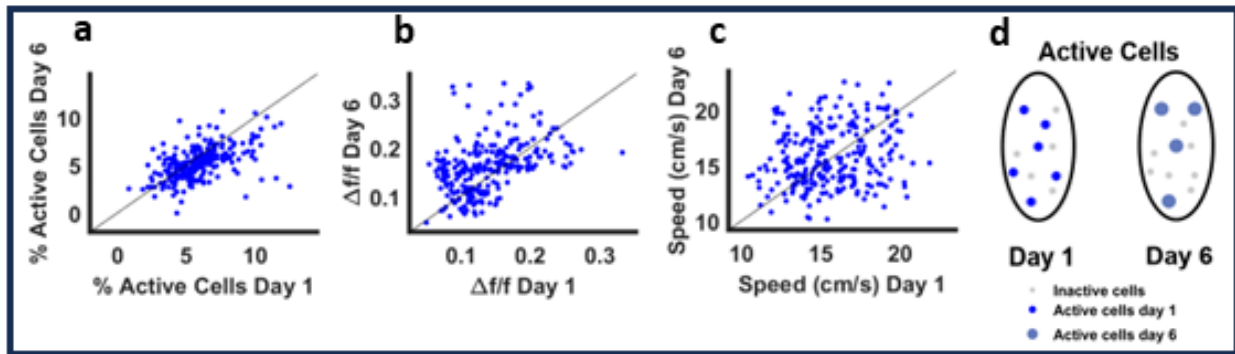 a
% Active Cells Day 6
10
5
0
0 5 10
% Active Cells Day 1
b
Δf/f Day 6
0.3
0.2
0.1
0.1 0.2 0.3
Δf/f Day 1
c
Speed (cm/s) Day 6
20
15
10
10 15 20
Speed (cm/s) Day 1
d
Active Cells
Day 1 Day 6
Inactive cells
Active cells day 1
Active cells day 6